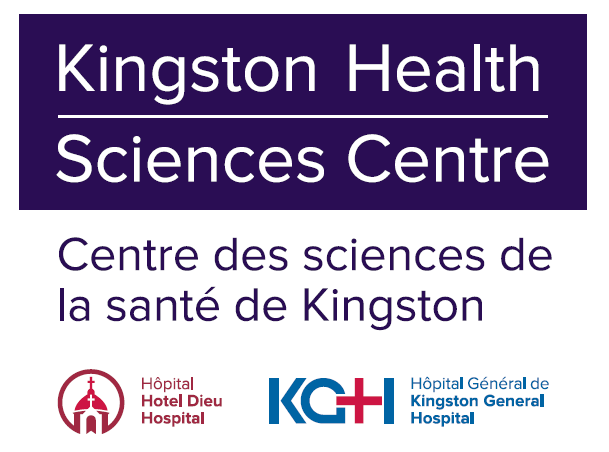 Kingston Health
Sciences Centre
Centre des sciences de
la santé de Kingston
Hôpital
Hotel Dieu
Hospital
KGH
Hôpital Général de
Kingston General
Hospital